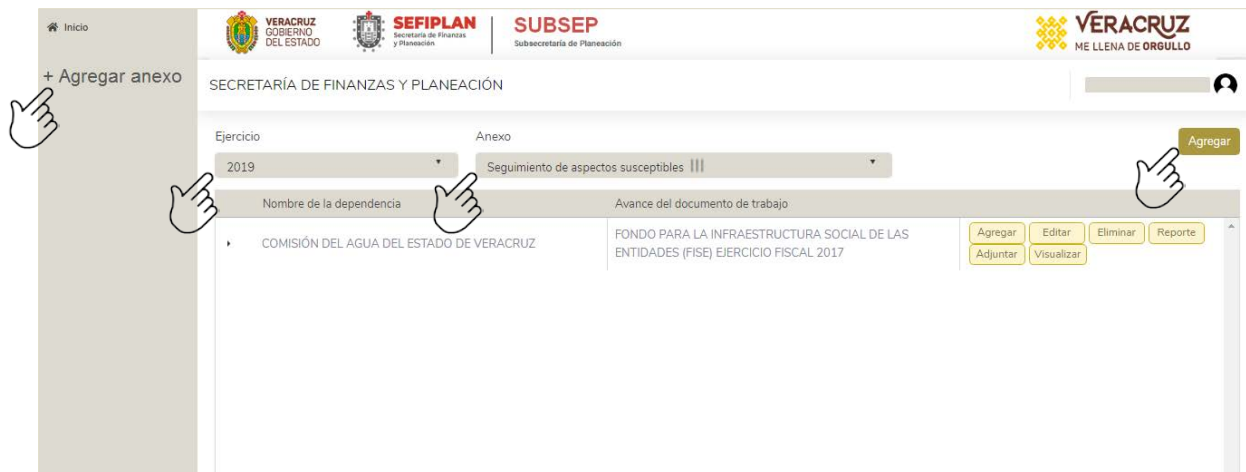 Inicio
VERACRUZ
GOBIERNO
DEL ESTADO
SEFIPLAN
Secretaría de Finanzas
y Planeación
SUBSEP
Subsecretaría de Planeación
VERACRUZ
ME LLENA DE ORGULLO
+ Agregar anexo
SECRETARÍA DE FINANZAS Y PLANEACIÓN
Ejercicio
Anexo
Agregar
2019
Seguimiento de aspectos susceptibles III
Nombre de la dependencia
Avance del documento de trabajo
COMISIÓN DEL AGUA DEL ESTADO DE VERACRUZ
FONDO PARA LA INFRAESTRUCTURA SOCIAL DE LAS
ENTIDADES (FISE) EJERCICIO FISCAL 2017
Agregar Editar Eliminar Reporte
Adjuntar Visualizar